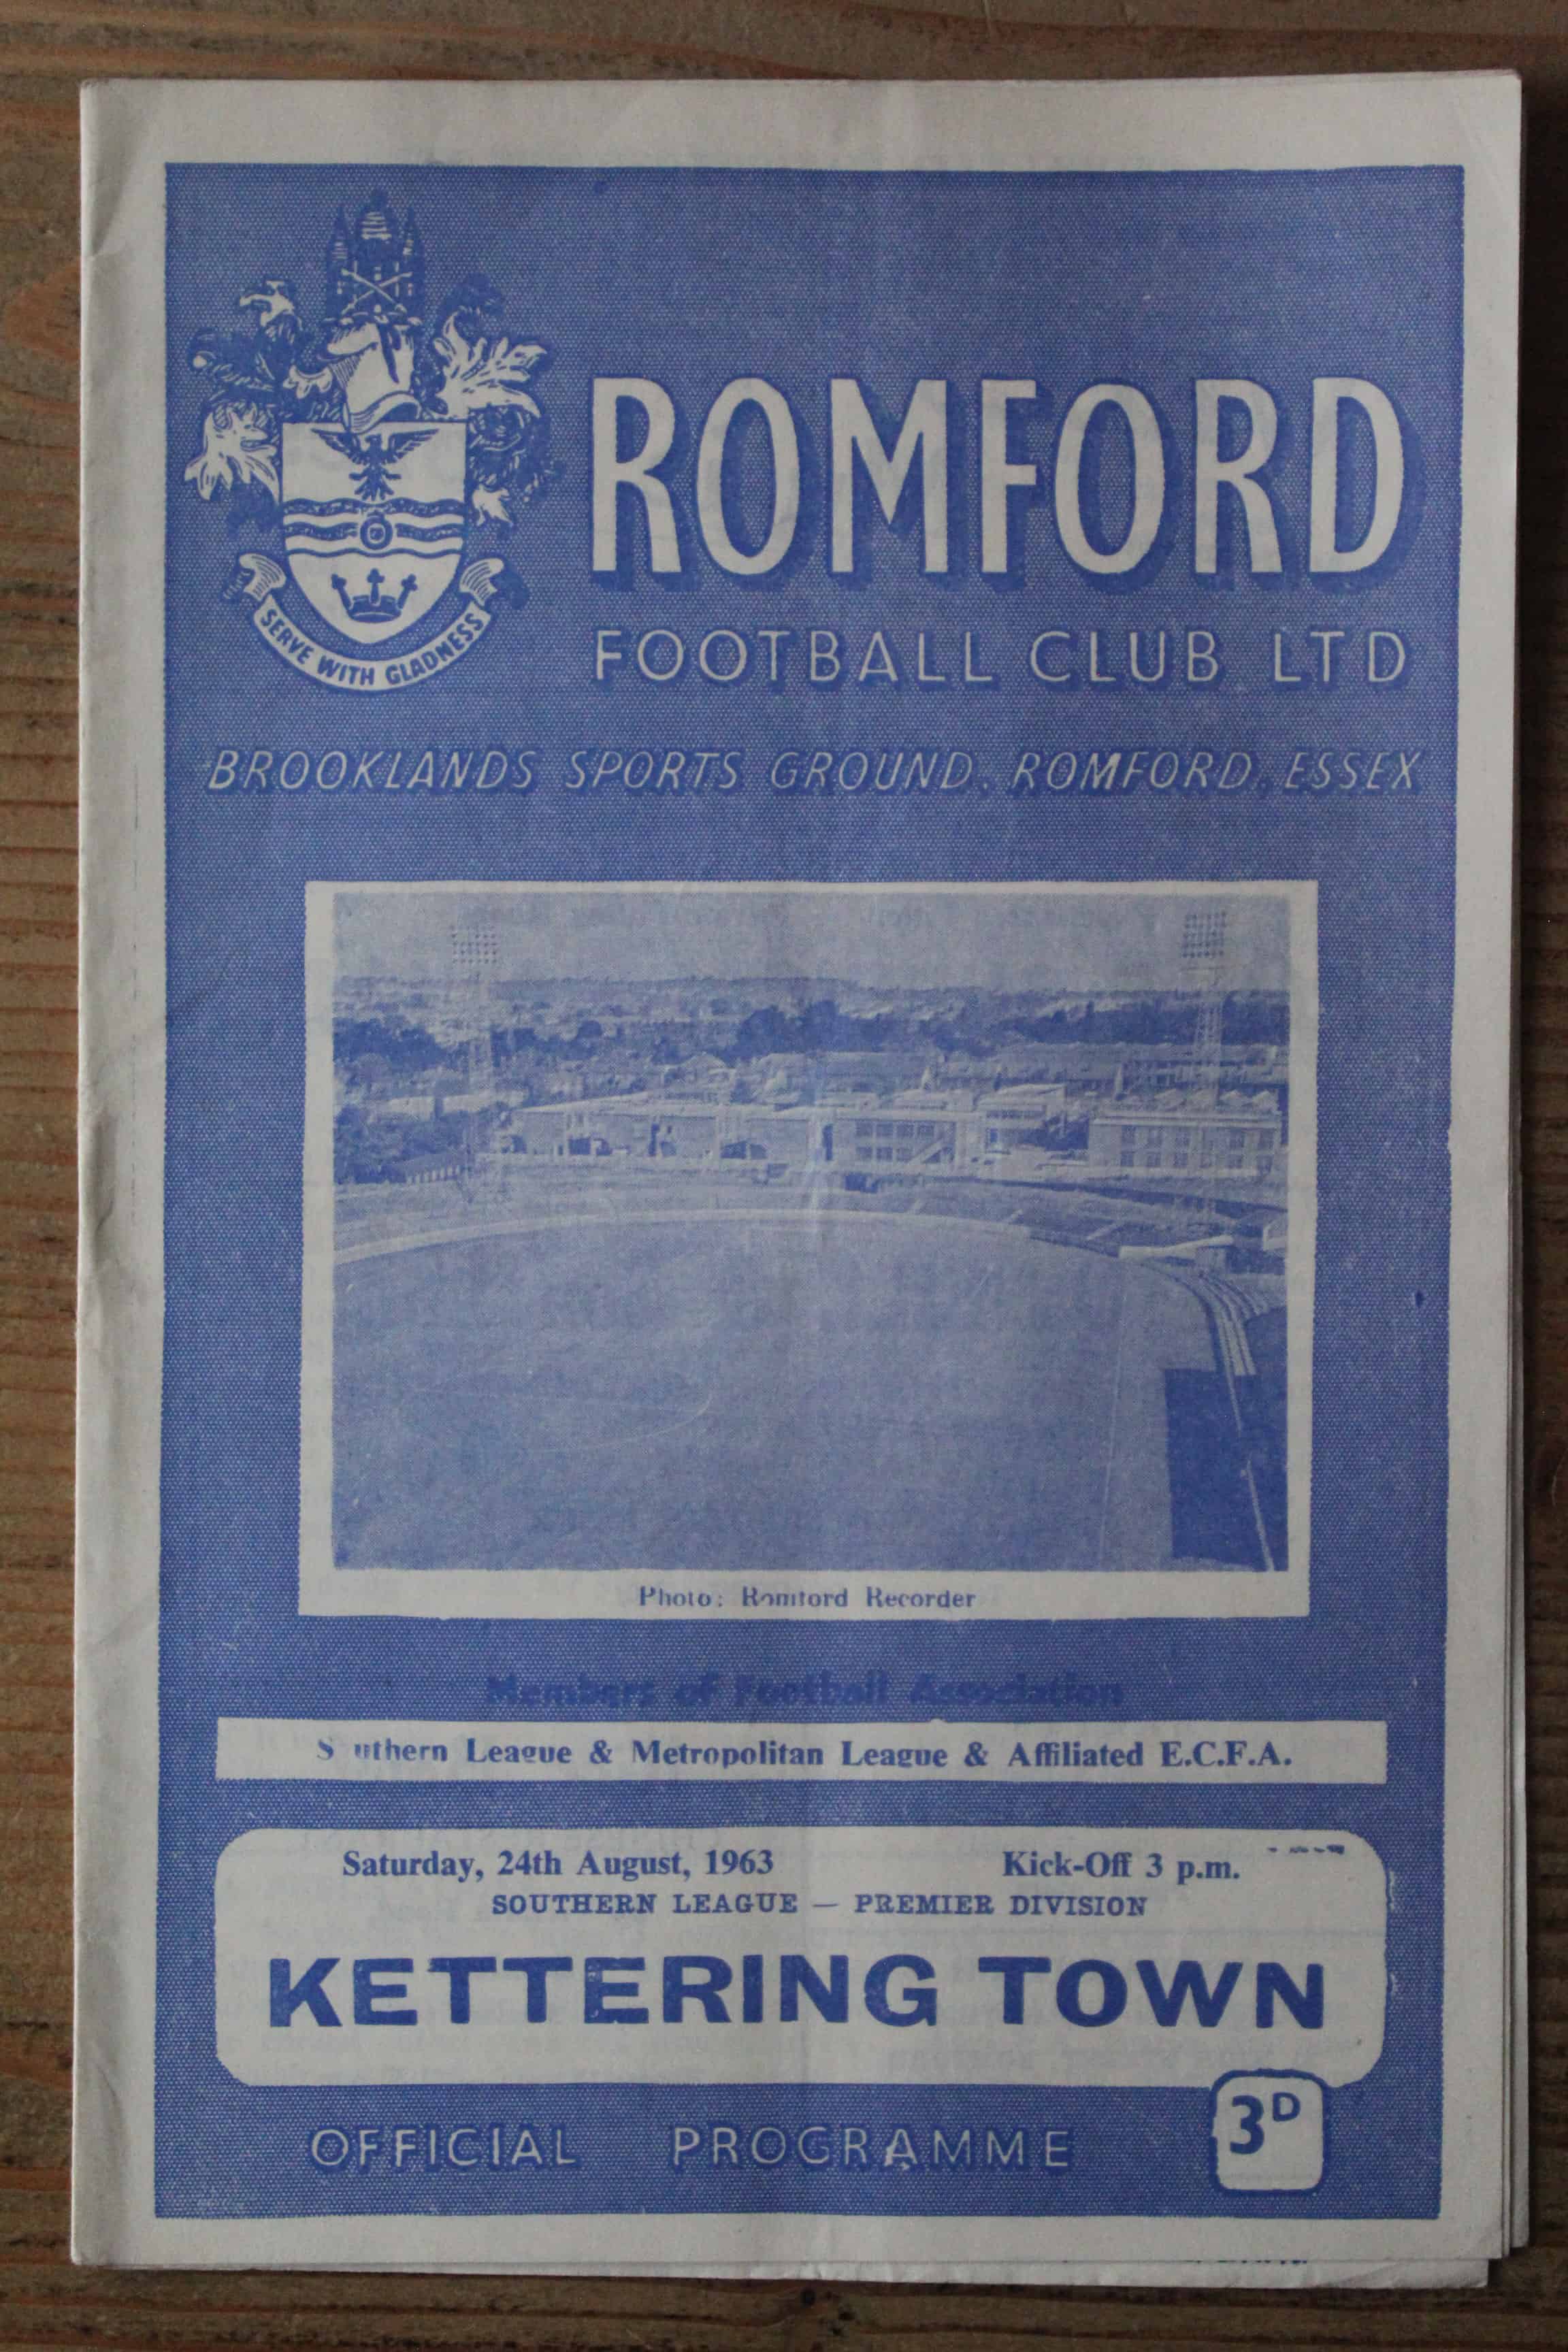 ROMFORD
FOOTBALL CLUB LTD
SERVE WITH GLADNESS
BROOKLANDS SPORTS GROUND, ROMFORD, ESSEX
Photo: Romford Recorder
Members of Football Association
S uthern League & Metropolitan League & Affiliated E.C.F.A.
Saturday, 24th August, 1963 Kick-Off 3 p.m.
SOUTHERN LEAGUE — PREMIER DIVISION
KETTERING TOWN
OFFICIAL PROGRAMME
3D